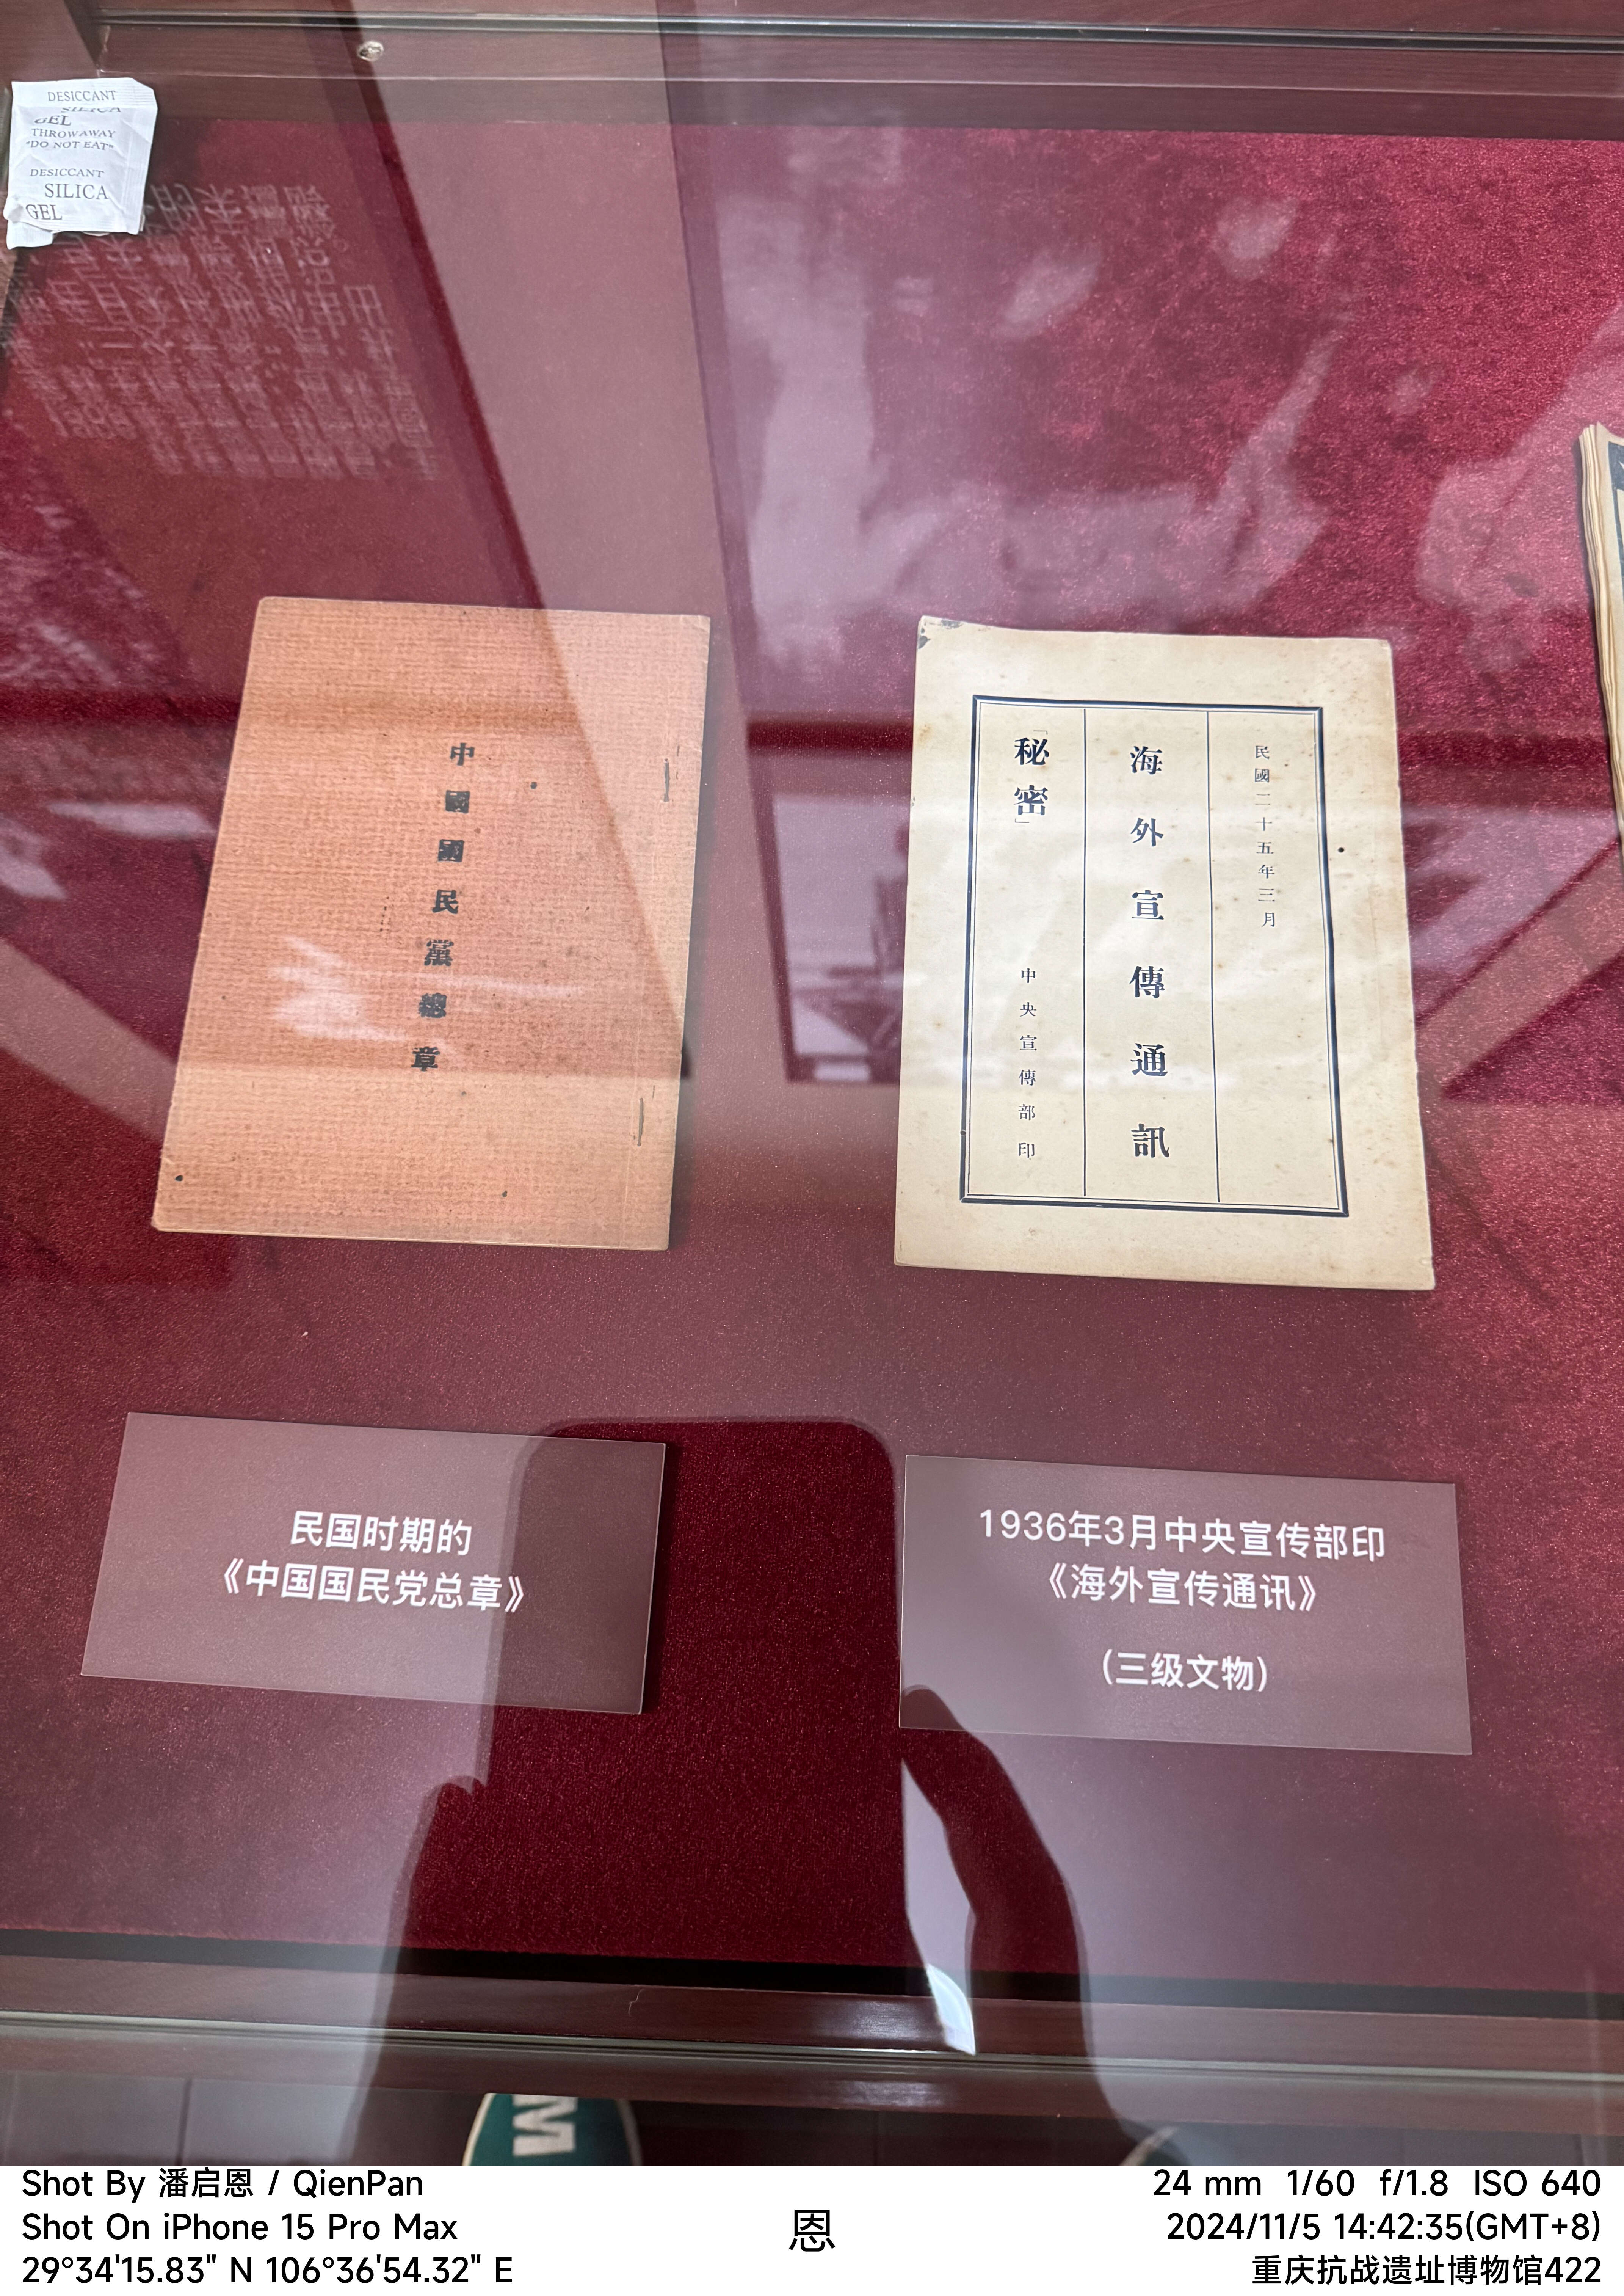 DESICCANT
SILICA
GEL
THROWAWAY
"DO NOT EAT"
DESICCANT
SILICA
GEL
中國國民黨總章
民國二十五年三月
海外宣傳通訊
「秘密」
中央宣傳部印
民国时期的
《中国国民党总章》
1936年3月中央宣传部印
《海外宣传通讯》
(三级文物)
M
Shot By 潘启恩 / QienPan
Shot On iPhone 15 Pro Max
29°34'15.83" N 106°36'54.32" E
恩
24 mm 1/60 f/1.8 ISO 640
2024/11/5 14:42:35(GMT+8)
重庆抗战遗址博物馆422